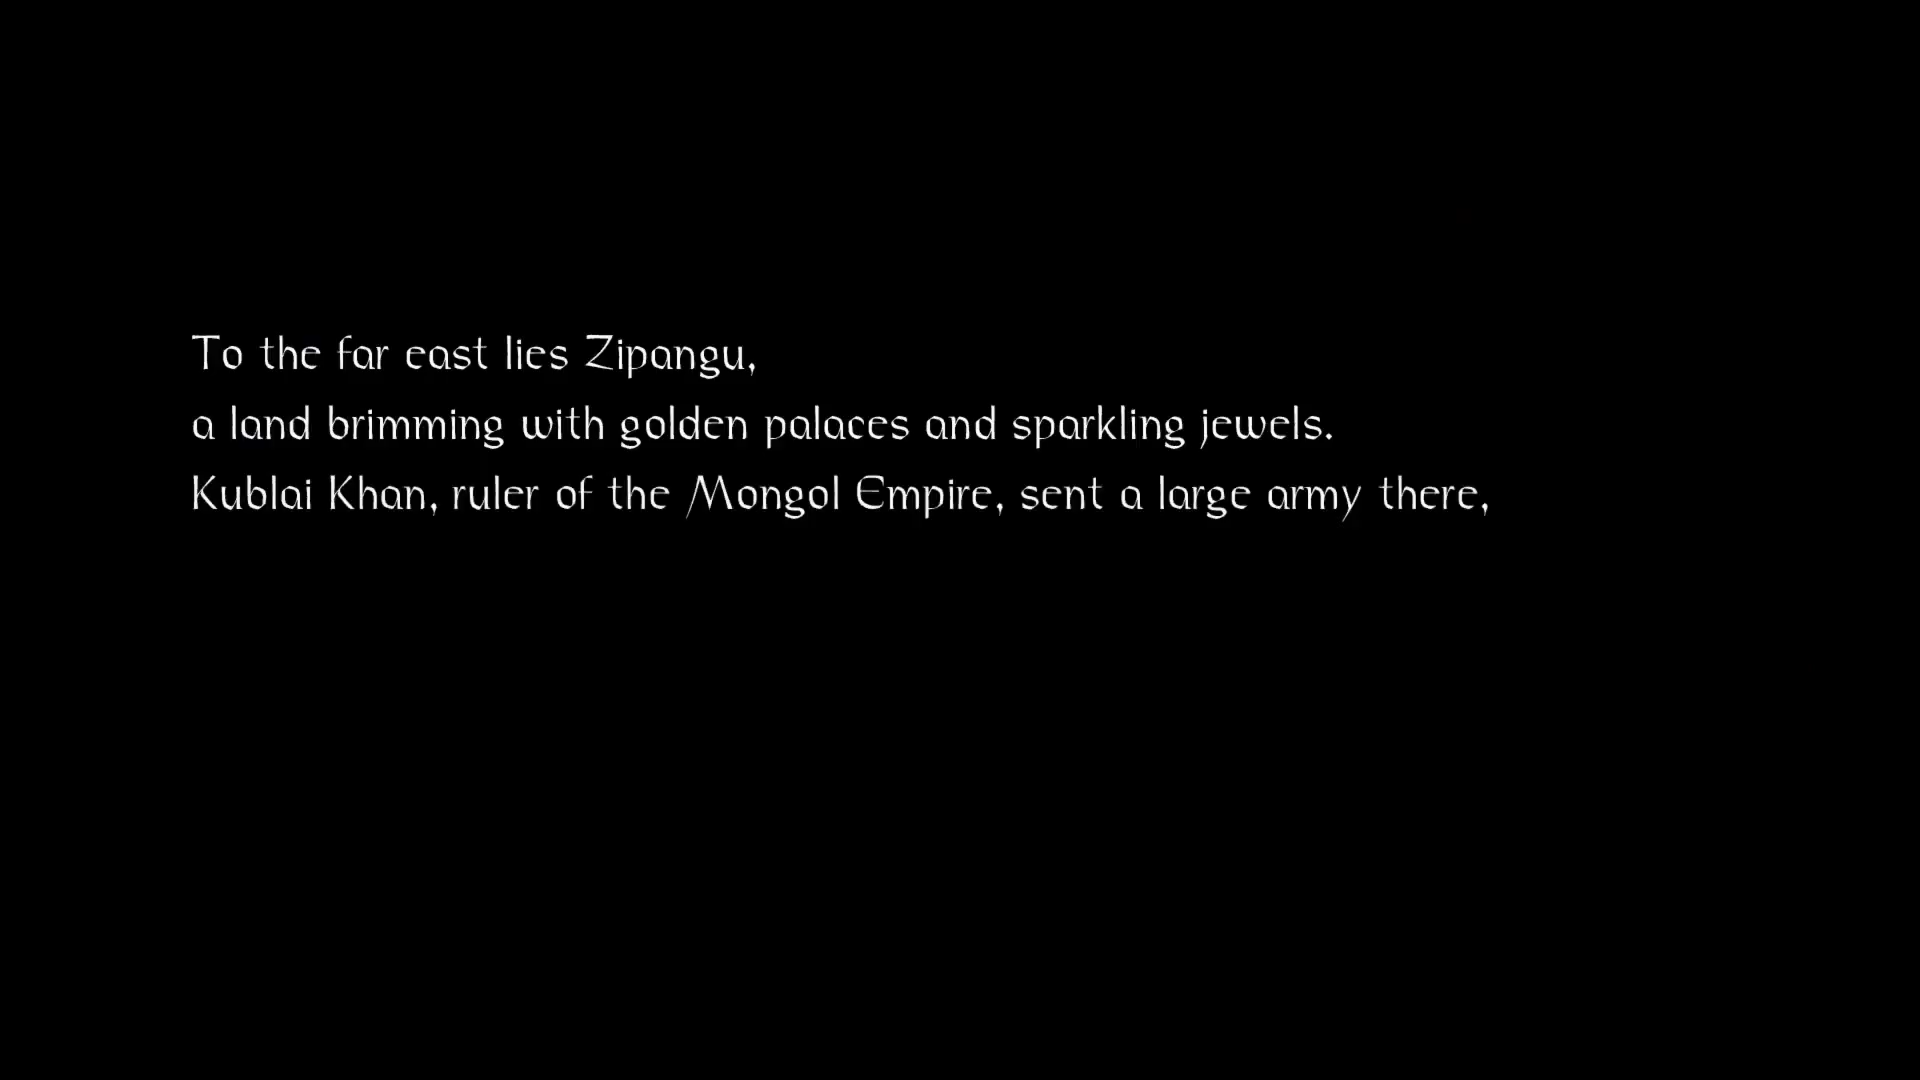 To the far east lies Zipangu,
a land brimming with golden palaces and sparkling jewels.
Kublai Khan, ruler of the Mongol Empire, sent a large army there,